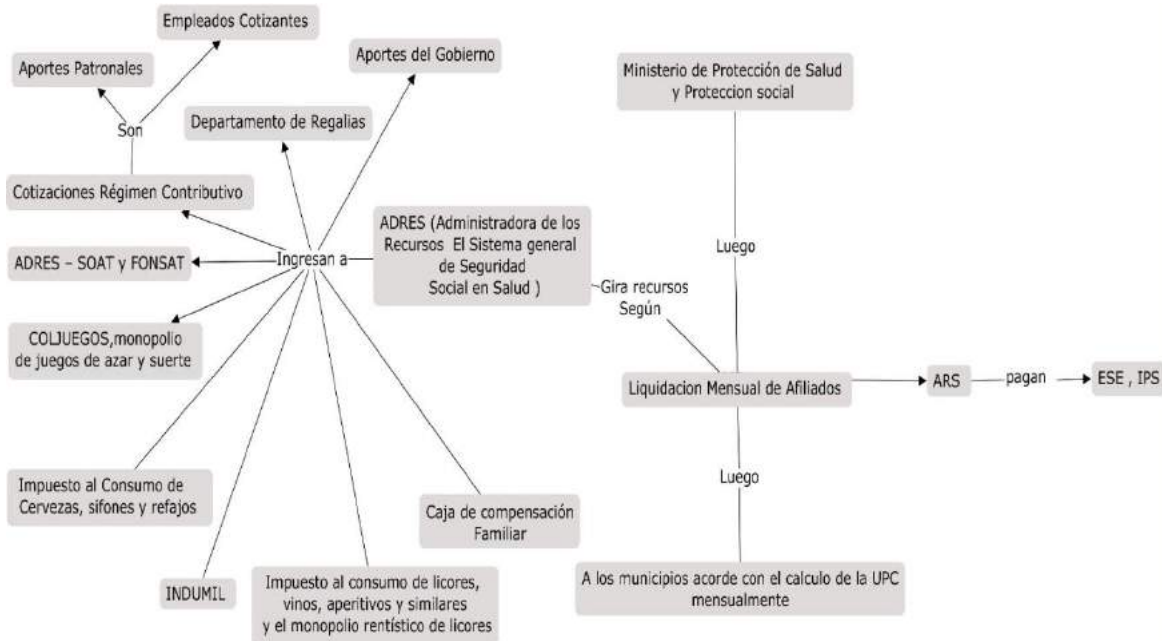 Empleados Cotizantes
Aportes Patronales
Aportes del Gobierno
Ministerio de Protección de Salud
y Proteccion social
Son
Departamento de Regalias
Cotizaciones Régimen Contributivo
ADRES (Administradora de los
Recursos El Sistema general
de Seguridad
Social en Salud )
Luego
ADRES – SOAT y FONSAT
Ingresan a
Gira recursos
Según
COLJUEGOS,monopolio
de juegos de azar y suerte
Liquidacion Mensual de Afiliados
ARS
pagan
ESE , IPS
Impuesto al Consumo de
Cervezas, sifones y refajos
Caja de compensación
Familiar
Luego
INDUMIL
Impuesto al consumo de licores,
vinos, aperitivos y similares
y el monopolio rentístico de licores
A los municipios acorde con el calculo de la UPC
mensualmente